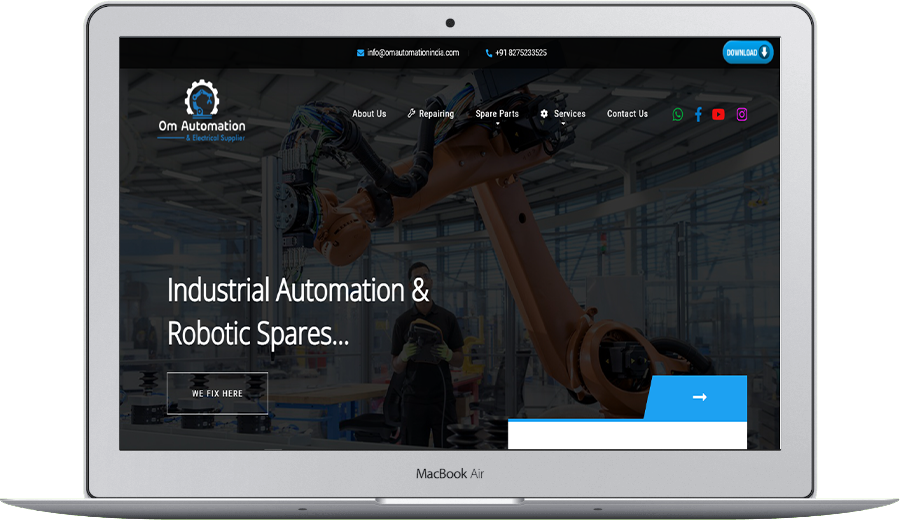 info@omautomationindia.com
+91 8275233525
DOWNLOAD
Om Automation
& Electrical Supplier
About Us
Repairing
Spare Parts
Services
Contact Us
Industrial Automation &
Robotic Spares...
WE FIX HERE
MacBook Air